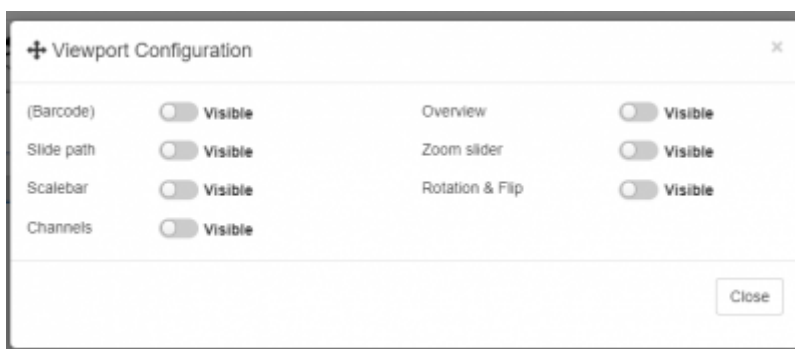 Viewport Configuration ×
(Barcode) Visible Overview Visible
Slide path Visible Zoom slider Visible
Scalebar Visible Rotation & Flip Visible
Channels Visible
Close